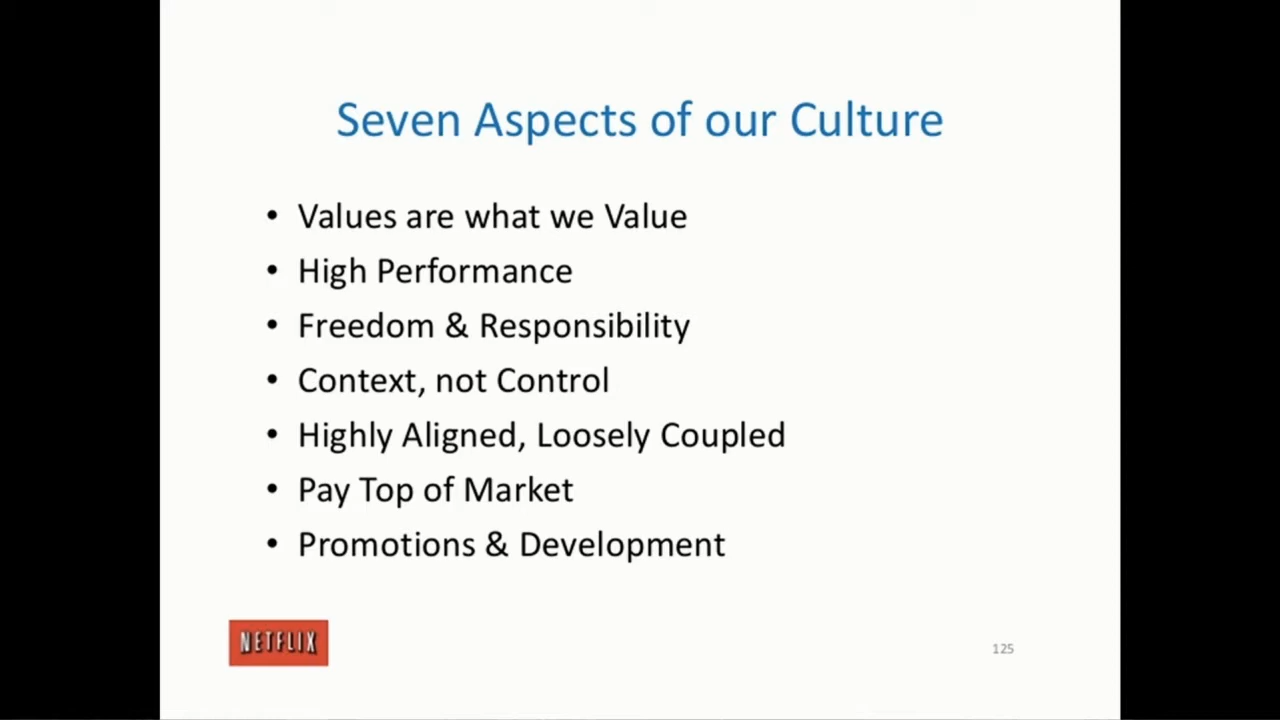 Seven Aspects of our Culture
• Values are what we Value
• High Performance
• Freedom & Responsibility
• Context, not Control
• Highly Aligned, Loosely Coupled
• Pay Top of Market
• Promotions & Development
NETFLIX
125